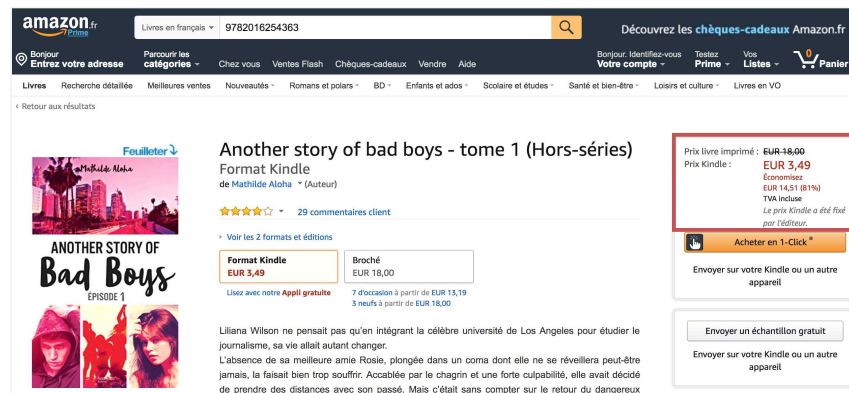 amazon.fr
Prime
Livres en français
9782016254363
Découvrez les chèques-cadeaux Amazon.fr
Bonjour
Entrez votre adresse
Parcourir les
catégories
Chez vous Ventes Flash Chèques-cadeaux Vendre Aide
Bonjour. Identifiez-vous
Votre compte
Testez
Prime
Vos
Listes
0
Panier
Livres Recherche détaillée Meilleures ventes Nouveautés Romans et polars BD Enfants et ados Scolaire et études Santé et bien-être Loisirs et culture Livres en VO
‹ Retour aux résultats
Feuilleter
Mathilde Aloha
ANOTHER STORY OF
Bad Boys
EPISODE 1
Another story of bad boys - tome 1 (Hors-séries)
Format Kindle
de Mathilde Aloha (Auteur)
29 commentaires client
Voir les 2 formats et éditions
Format Kindle
EUR 3,49
Broché
EUR 18,00
Lisez avec notre Appli gratuite
7 d'occasion à partir de EUR 13,19
3 neufs à partir de EUR 18,00
Liliana Wilson ne pensait pas qu'en intégrant la célèbre université de Los Angeles pour étudier le
journalisme, sa vie allait autant changer.
L'absence de sa meilleure amie Rosie, plongée dans un coma dont elle ne se réveillera peut-être
jamais, la faisait bien trop souffrir. Accablée par le chagrin et une forte culpabilité, elle avait décidé
de prendre des distances avec son passé. Mais c'était sans compter sur le retour du dangereux
Prix livre imprimé : EUR 18,00
Prix Kindle : EUR 3,49
Économisez
EUR 14,51 (81%)
TVA incluse
Le prix Kindle a été fixé
par l'éditeur.
Acheter en 1-Click ®
Envoyer sur votre Kindle ou un autre
appareil
Envoyer un échantillon gratuit
Envoyer sur votre Kindle ou un autre
appareil